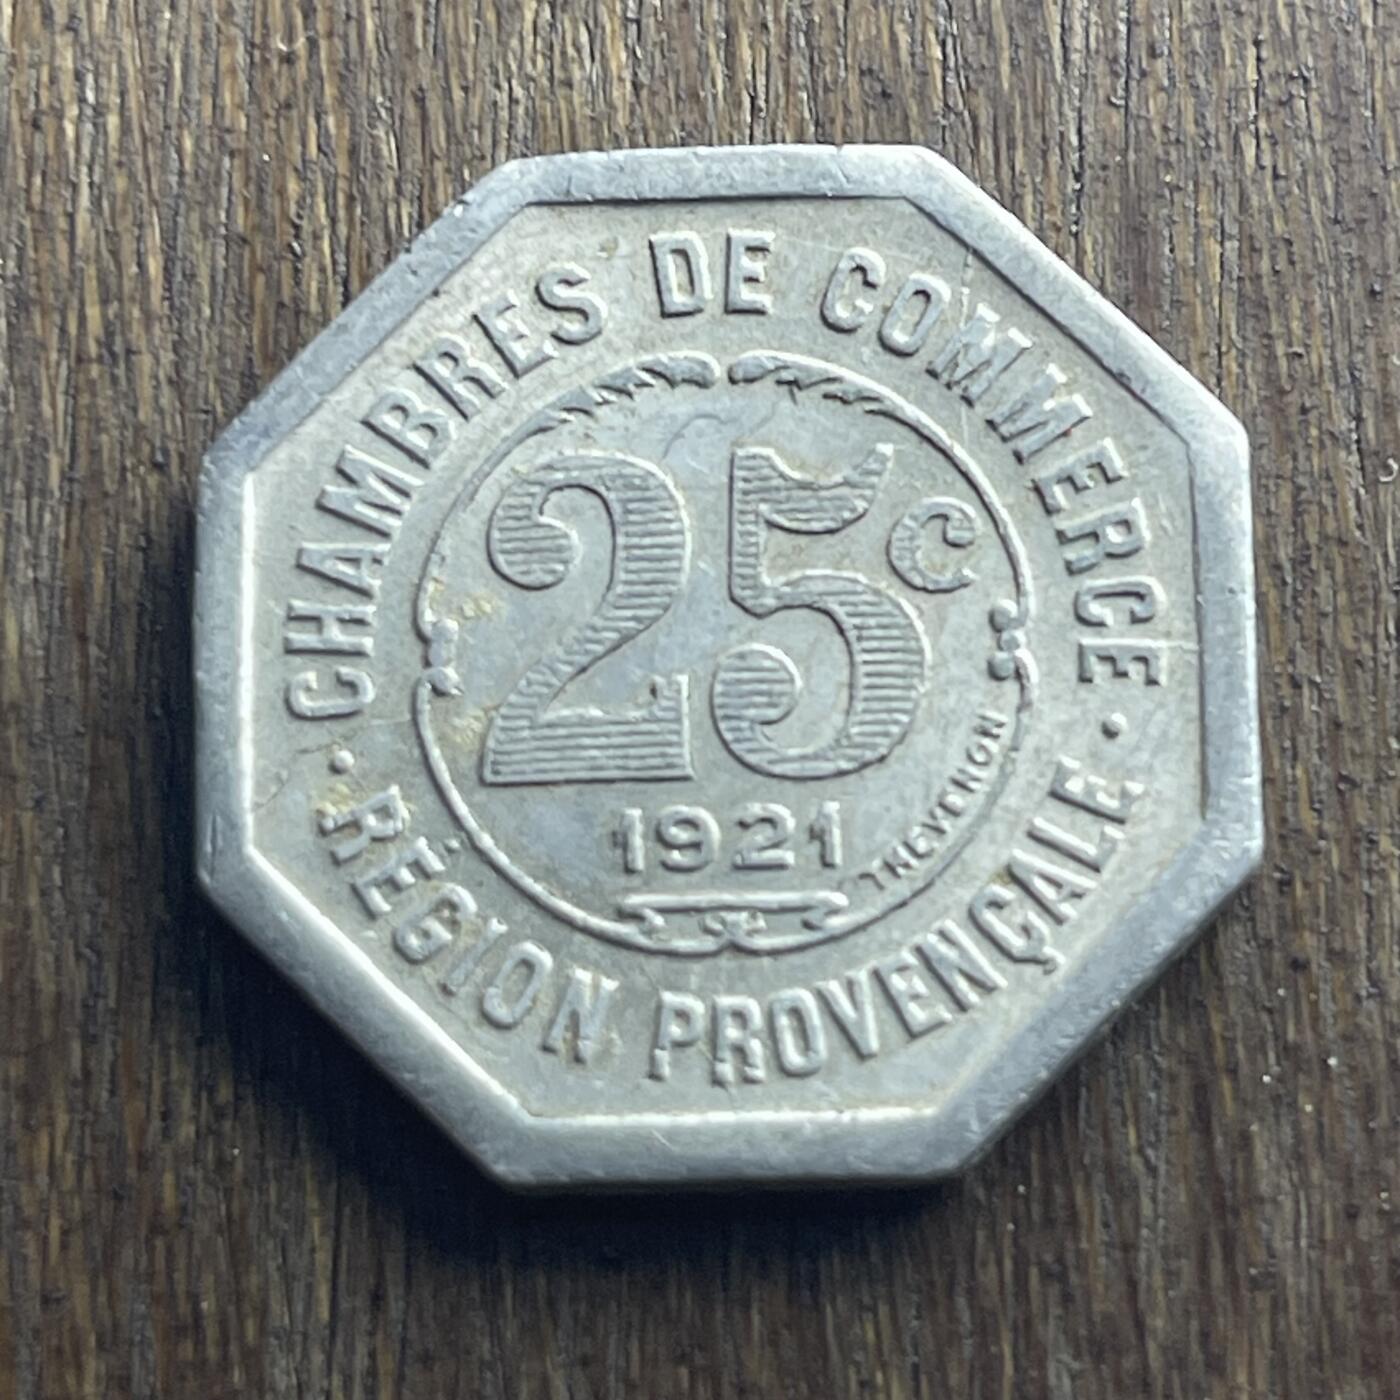 · CHAMBRES DE COMMERCE ·
25c
1921
THEVENON
RÉGION PROVENÇALE